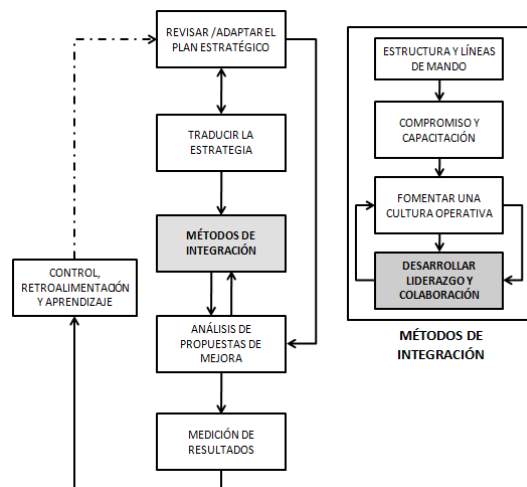 REVISAR /ADAPTAR EL
PLAN ESTRATÉGICO
TRADUCIR LA
ESTRATEGIA
MÉTODOS DE
INTEGRACIÓN
CONTROL,
RETROALIMENTACIÓN
Y APRENDIZAJE
ANÁLISIS DE
PROPUESTAS DE
MEJORA
MEDICIÓN DE
RESULTADOS
ESTRUCTURA Y LÍNEAS
DE MANDO
COMPROMISO Y
CAPACITACIÓN
FOMENTAR UNA
CULTURA OPERATIVA
DESARROLLAR
LIDERAZGO Y
COLABORACIÓN
MÉTODOS DE
INTEGRACIÓN